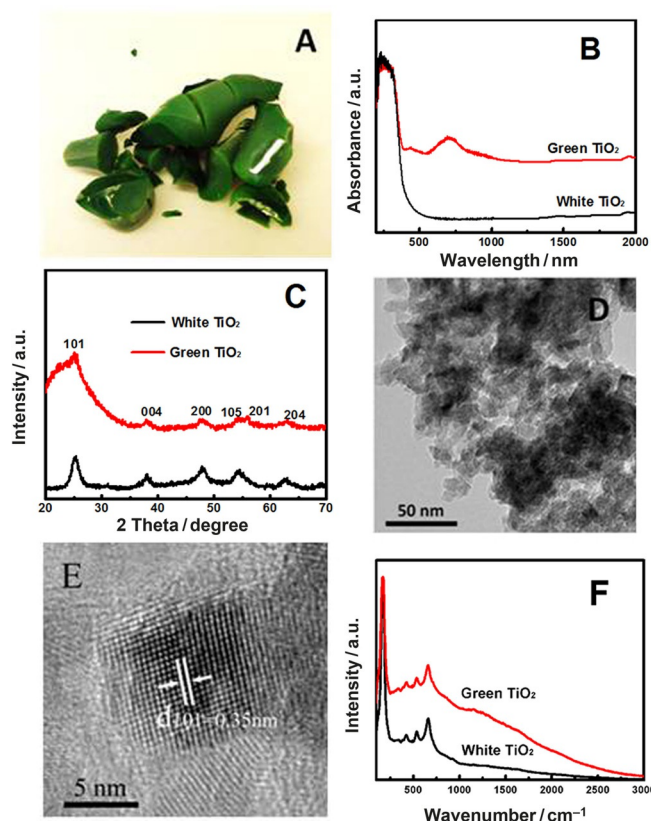 A
B
Absorbance / a.u.
Green TiO₂
White TiO₂
500 1000 1500 2000
Wavelength / nm
C
White TiO₂
Green TiO₂
Intensity / a.u.
101
004 200 105 201 204
20 30 40 50 60 70
2 Theta / degree
D
50 nm
E
d101~0.35nm
5 nm
F
Intensity / a.u.
Green TiO₂
White TiO₂
500 1000 1500 2000 2500 3000
Wavenumber / cm⁻¹